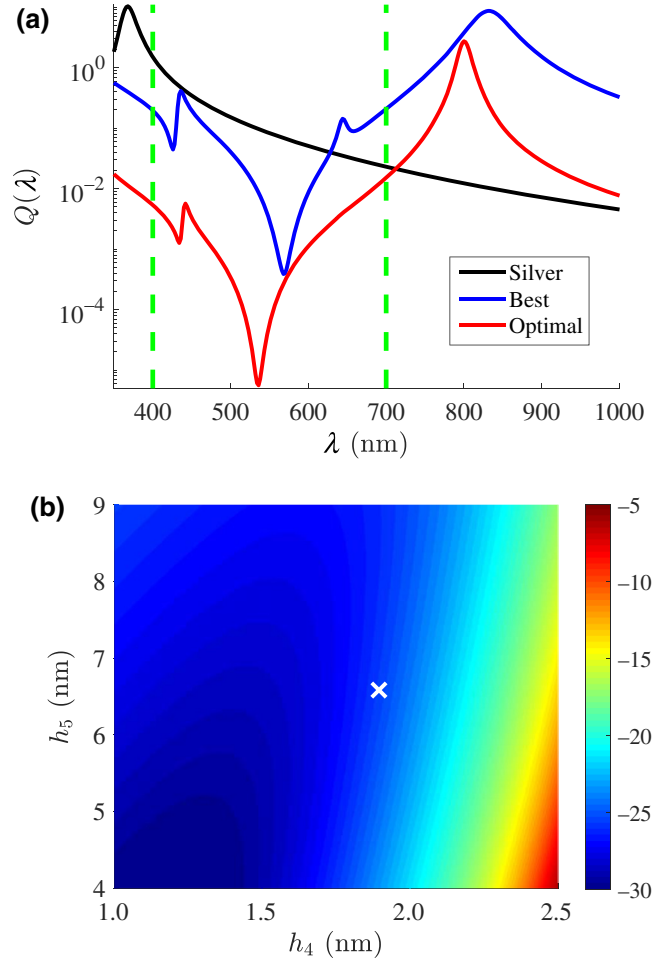 (a)
10^0
10^-2
10^-4
Q(λ)
Silver
Best
Optimal
400 500 600 700 800 900 1000
λ (nm)
(b)
9
8
7
6
5
4
h_5 (nm)
1.0 1.5 2.0 2.5
h_4 (nm)
−5
−10
−15
−20
−25
−30